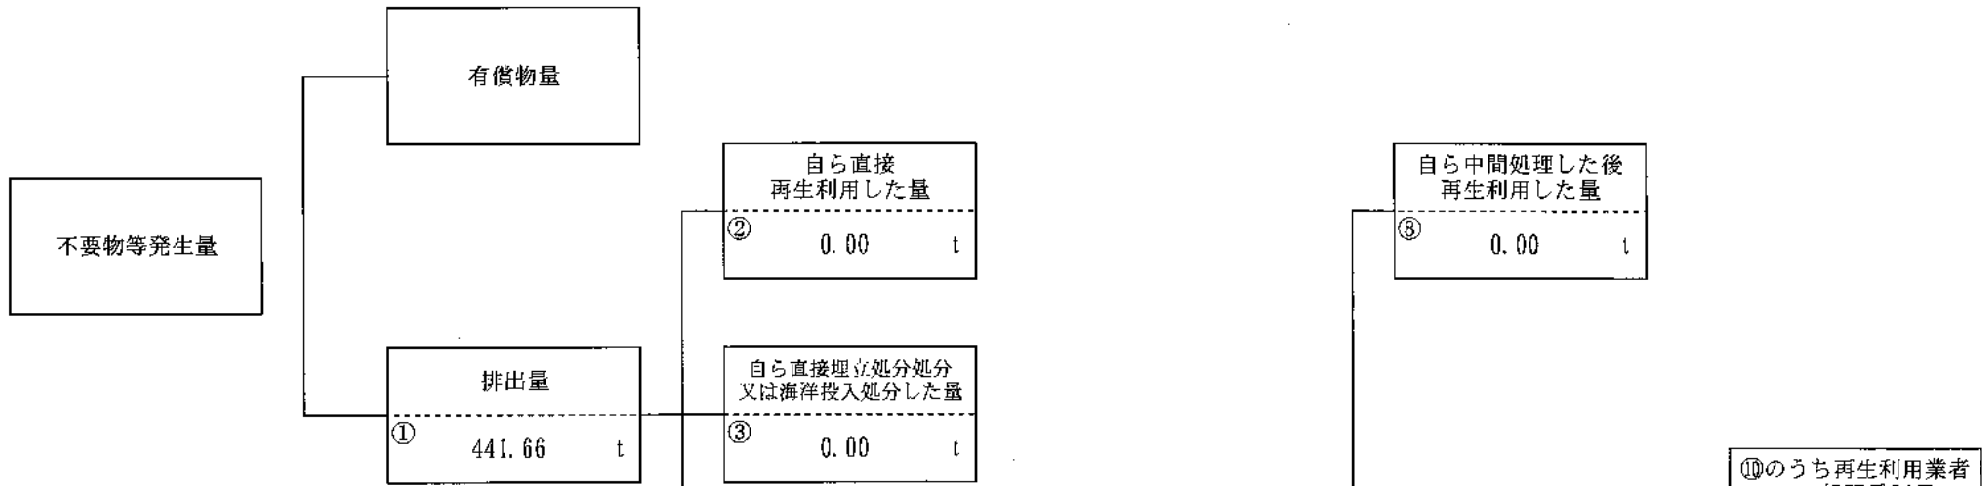 有償物量
自ら直接
再生利用した量
②
0.00 t
自ら中間処理した後
再生利用した量
⑧
0.00 t
不要物等発生量
排出量
①
441.66 t
自ら直接埋立処分処分
又は海洋投入処分した量
③
0.00 t
⑩のうち再生利用業者